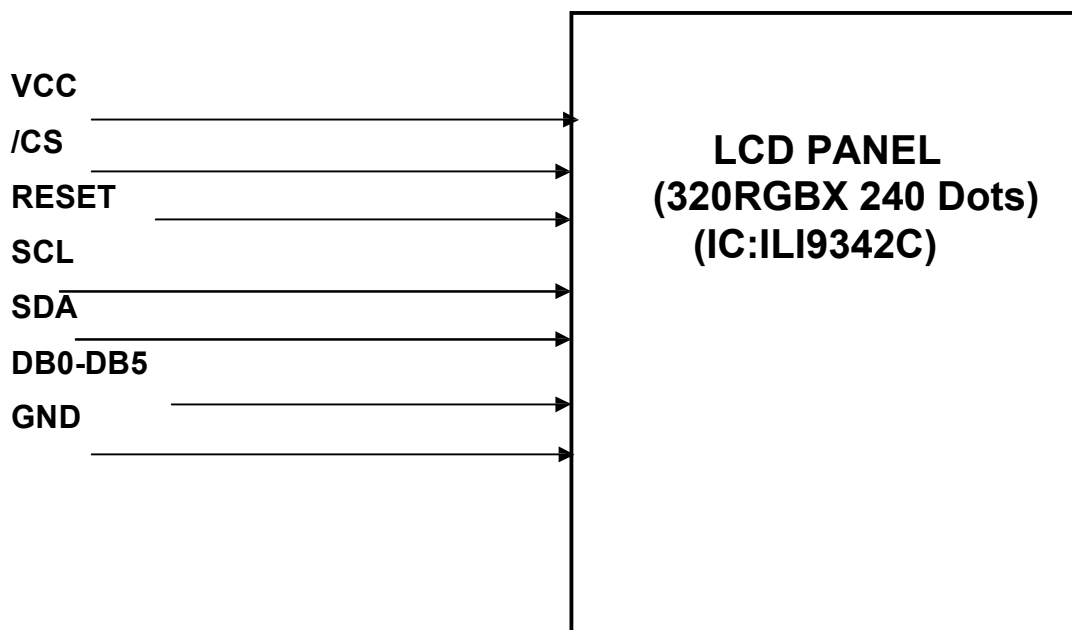 VCC
/CS
RESET
SCL
SDA
DB0-DB5
GND
LCD PANEL
(320RGBX 240 Dots)
(IC:ILI9342C)